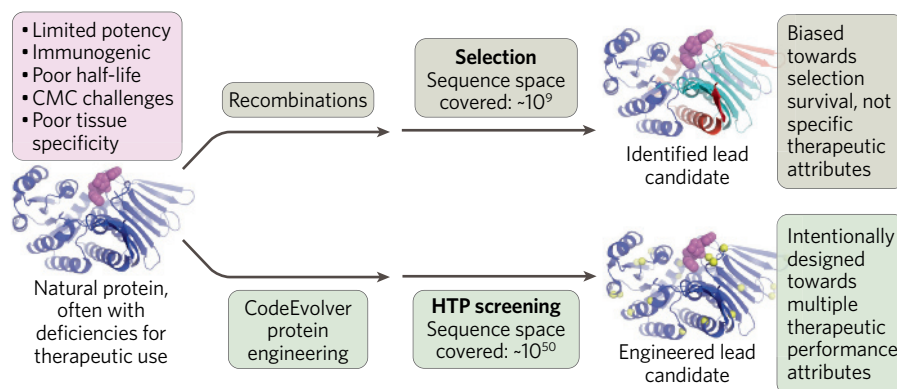 • Limited potency
• Immunogenic
• Poor half-life
• CMC challenges
• Poor tissue
specificity
Natural protein,
often with
deficiencies for
therapeutic use
Recombinations
Selection
Sequence space
covered: ~10⁹
Identified lead
candidate
Biased
towards
selection
survival, not
specific
therapeutic
attributes
CodeEvolver
protein
engineering
HTP screening
Sequence space
covered: ~10⁵⁰
Engineered lead
candidate
Intentionally
designed
towards
multiple
therapeutic
performance
attributes